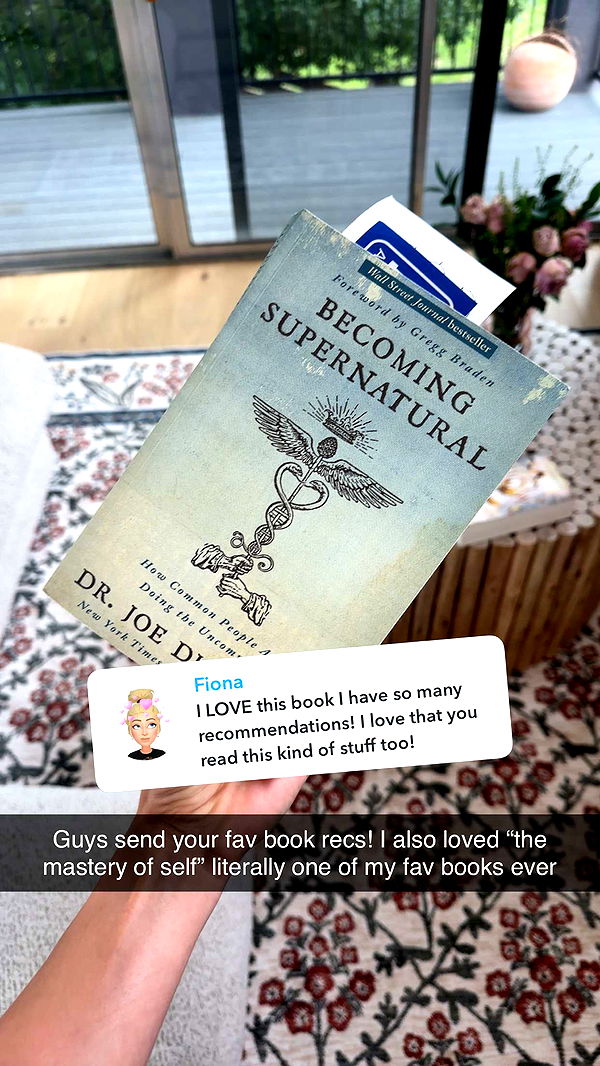 Wall Street Journal bestseller
Foreword by Gregg Braden
BECOMING
SUPERNATURAL
How Common People A
Doing the Uncom
DR. JOE DI
New York Times
Fiona
I LOVE this book I have so many
recommendations! I love that you
read this kind of stuff too!
Guys send your fav book recs! I also loved “the
mastery of self” literally one of my fav books ever